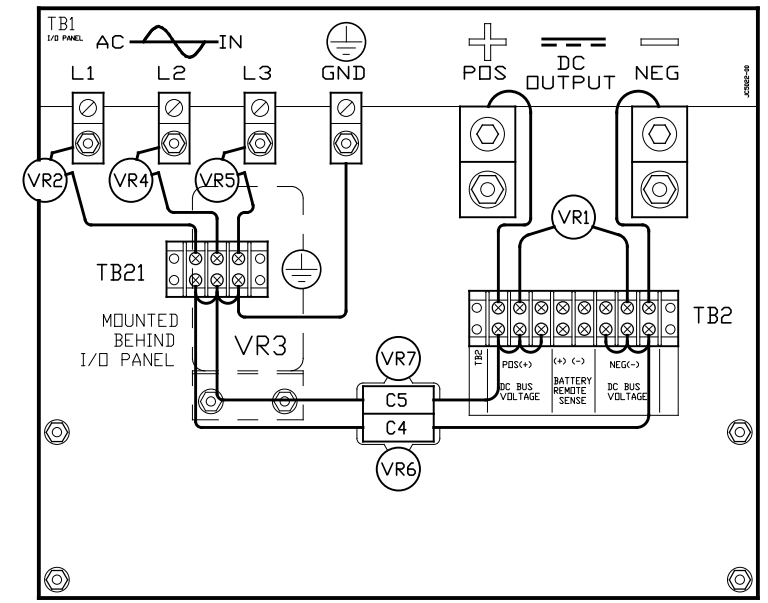 TB1
I/O PANEL
AC IN
L1 L2 L3 GND
POS
DC
OUTPUT
NEG
JC5022-00
VR2 VR4 VR5
VR1
TB21
TB2
MOUNTED
BEHIND
I/O PANEL
VR3
VR7
C5
C4
VR6
TB2
POS(+) (+) (-) NEG(-)
DC BUS
VOLTAGE
BATTERY
REMOTE
SENSE
DC BUS
VOLTAGE